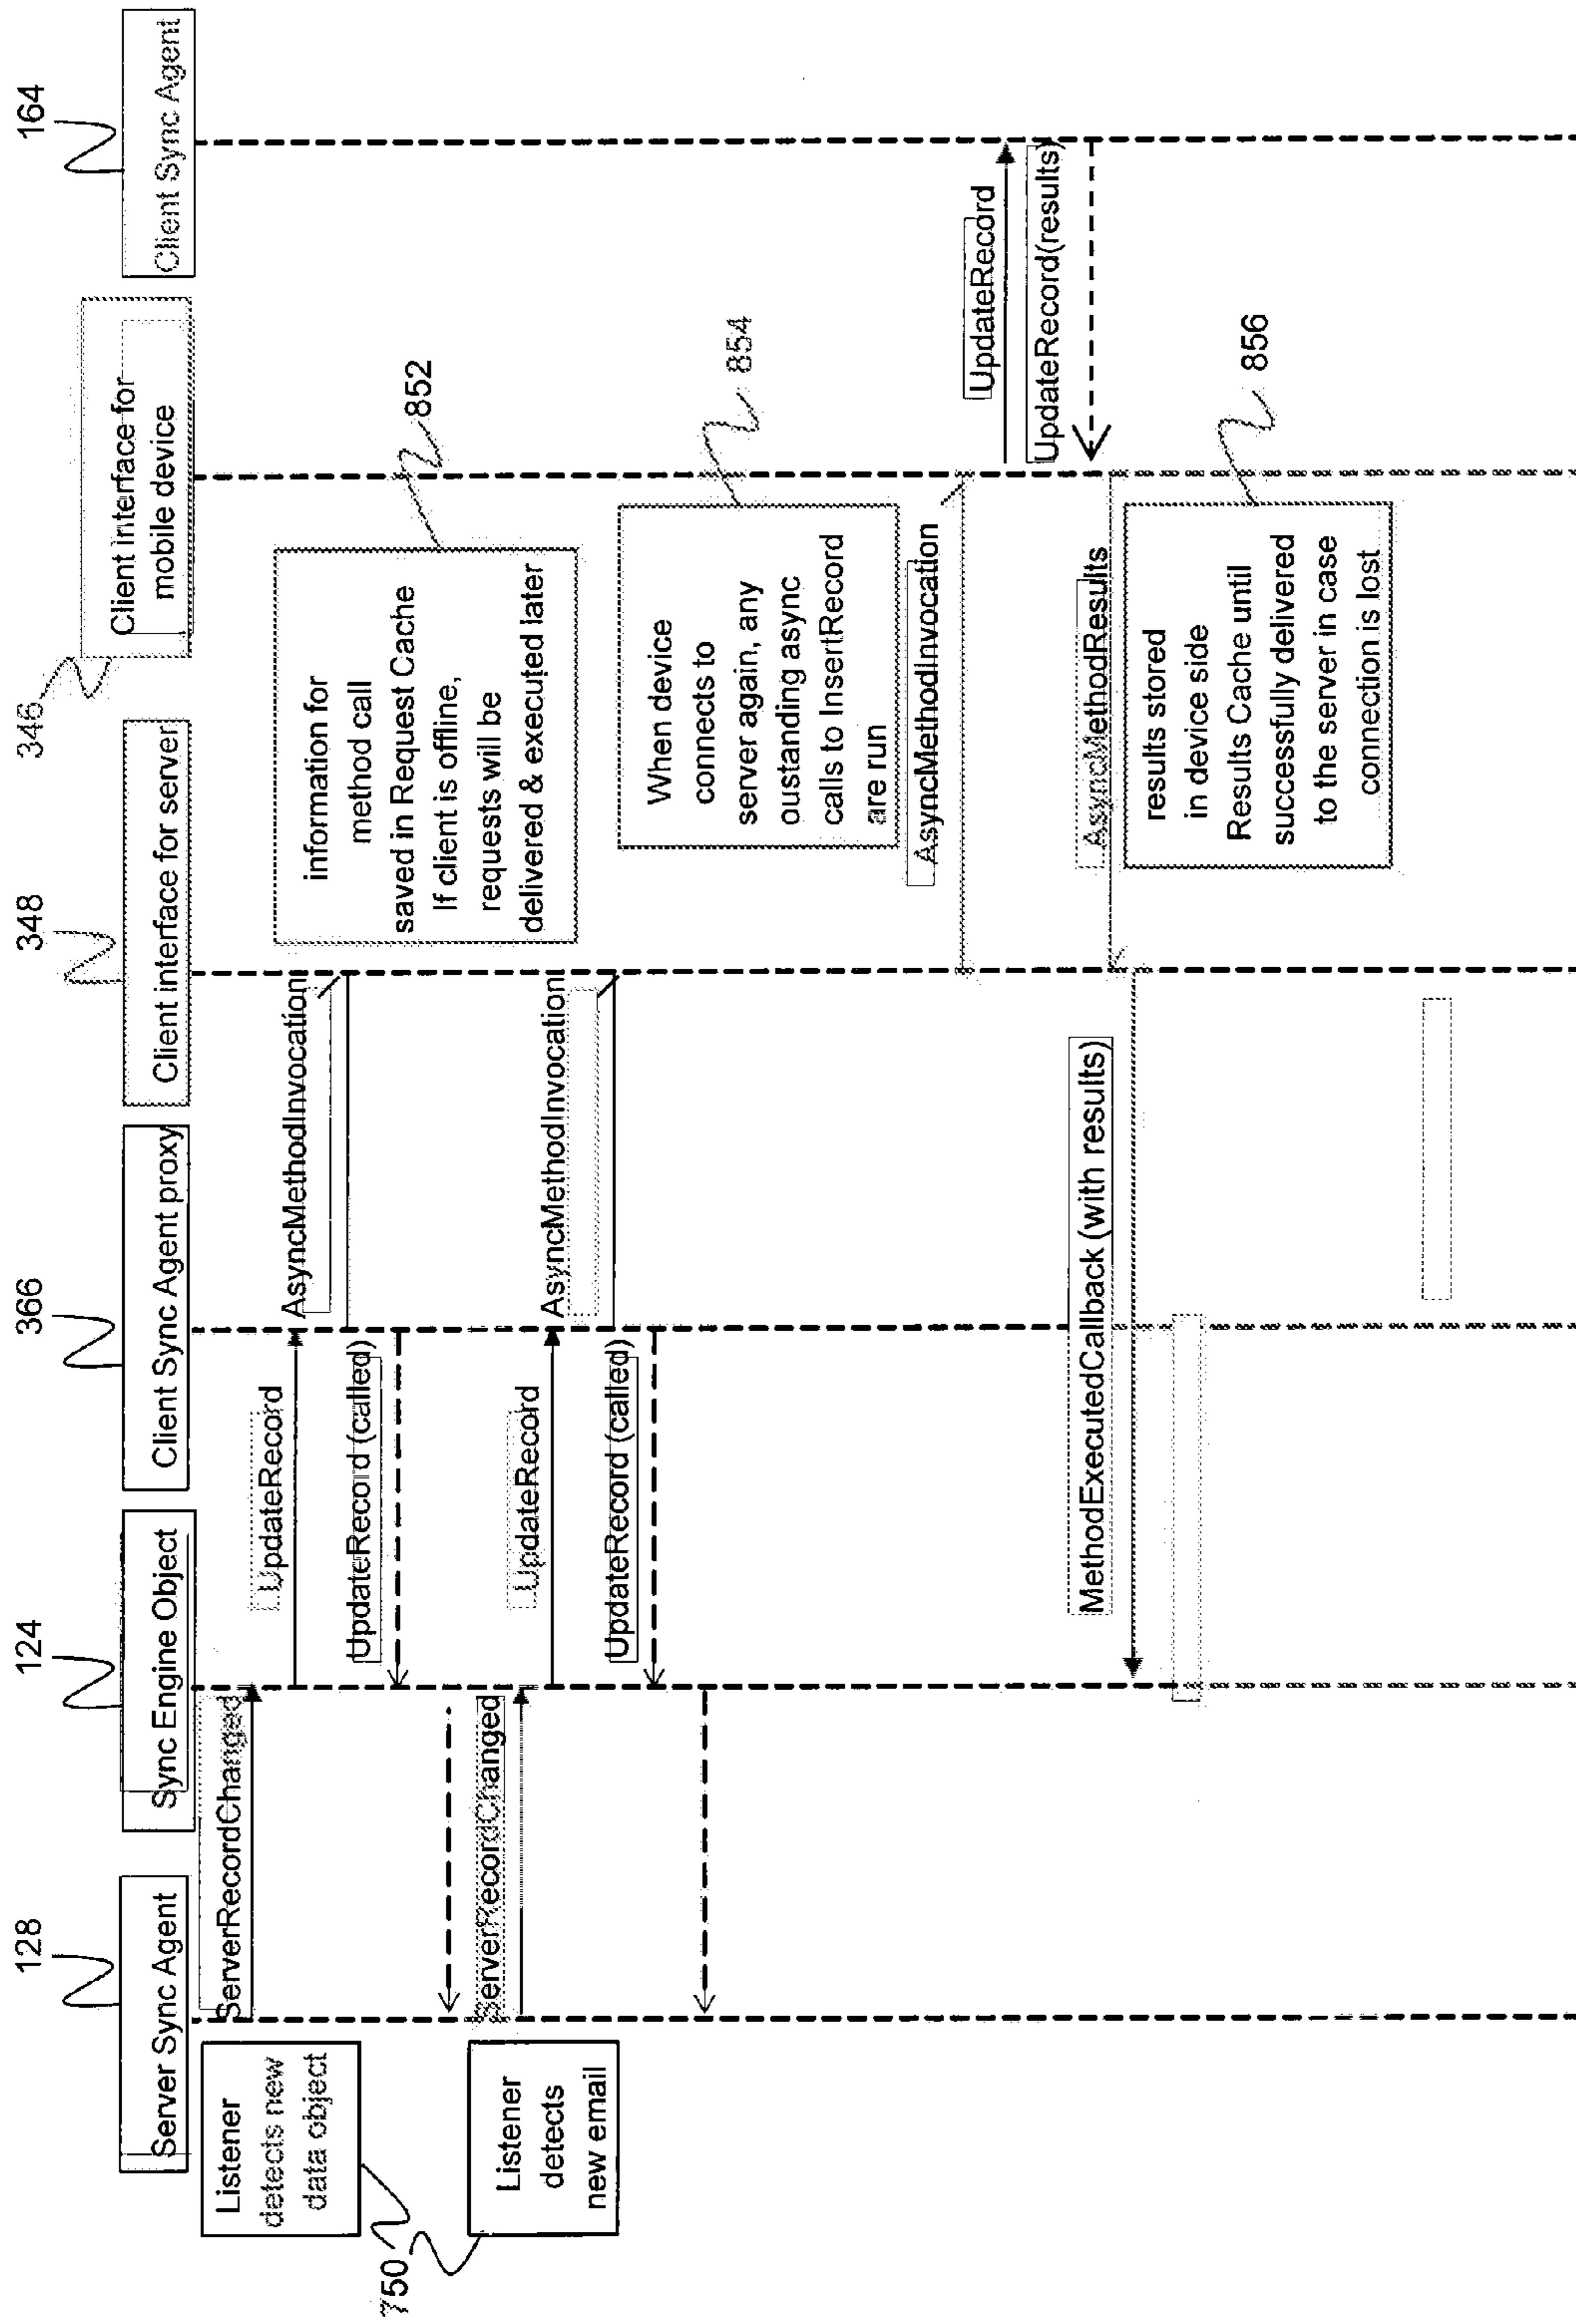 128
124
366
348
346
164
Server Sync Agent
Sync Engine Object
Client Sync Agent proxy
Client interface for server
Client interface for
mobile device
Client Sync Agent
Listener
detects new
data object
750
ServerRecordChanged
UpdateRecord
AsyncMethodInvocation
UpdateRecord (called)
information for
method call
saved in Request Cache
If client is offline,
requests will be
delivered & executed later
852
Listener
detects
new email
ServerRecordChanged
UpdateRecord
AsyncMethodInvocation
UpdateRecord (called)
When device
connects to
server again, any
oustanding async
calls to InsertRecord
are run
854
AsyncMethodInvocation
UpdateRecord
UpdateRecord(results)
AsyncMethodResults
MethodExecutedCallback (with results)
results stored
in device side
Results Cache until
successfully delivered
to the server in case
connection is lost
856